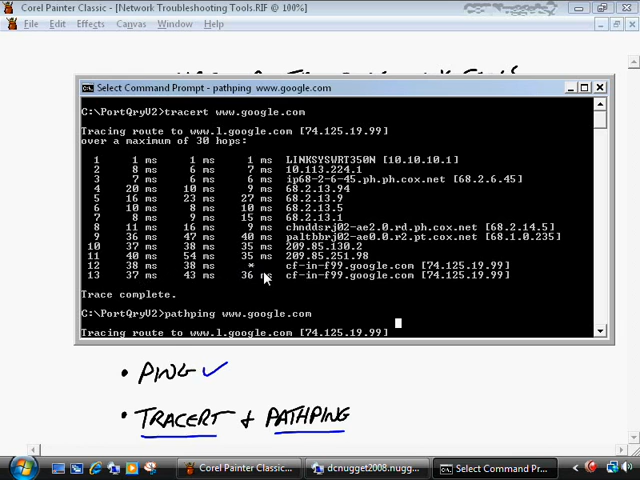 Corel Painter Classic - [Network Troubleshooting Tools.RIF @ 100%]
File Edit Effects Canvas Window Help
Select Command Prompt - pathping www.google.com
C:\PortQryV2>tracert www.google.com
Tracing route to www.l.google.com [74.125.19.99]
over a maximum of 30 hops:
1 1 ms 1 ms 1 ms LINKSYSWRT350N [10.10.10.1]
2 8 ms 6 ms 7 ms 10.113.224.1
3 7 ms 6 ms 6 ms ip68-2-6-45.ph.ph.cox.net [68.2.6.45]
4 20 ms 10 ms 9 ms 68.2.13.94
5 16 ms 23 ms 27 ms 68.2.13.9
6 10 ms 8 ms 10 ms 68.2.13.5
7 8 ms 9 ms 15 ms 68.2.13.1
8 11 ms 16 ms 9 ms chnddsrj02-ae2.0.rd.ph.cox.net [68.2.14.5]
9 36 ms 47 ms 40 ms paltbbrj02-ae0.0.r2.pt.cox.net [68.1.0.235]
10 37 ms 38 ms 35 ms 209.85.130.2
11 40 ms 54 ms 35 ms 209.85.251.98
12 38 ms 38 ms * cf-in-f99.google.com [74.125.19.99]
13 37 ms 43 ms 36 ms cf-in-f99.google.com [74.125.19.99]
Trace complete.
C:\PortQryV2>pathping www.google.com
Tracing route to www.l.google.com [74.125.19.99]
• PING ✓
• TRACERT & PATHPING
Corel Painter Classic... dcnugget2008.nugg... Select Command Pr... 8:06 PM